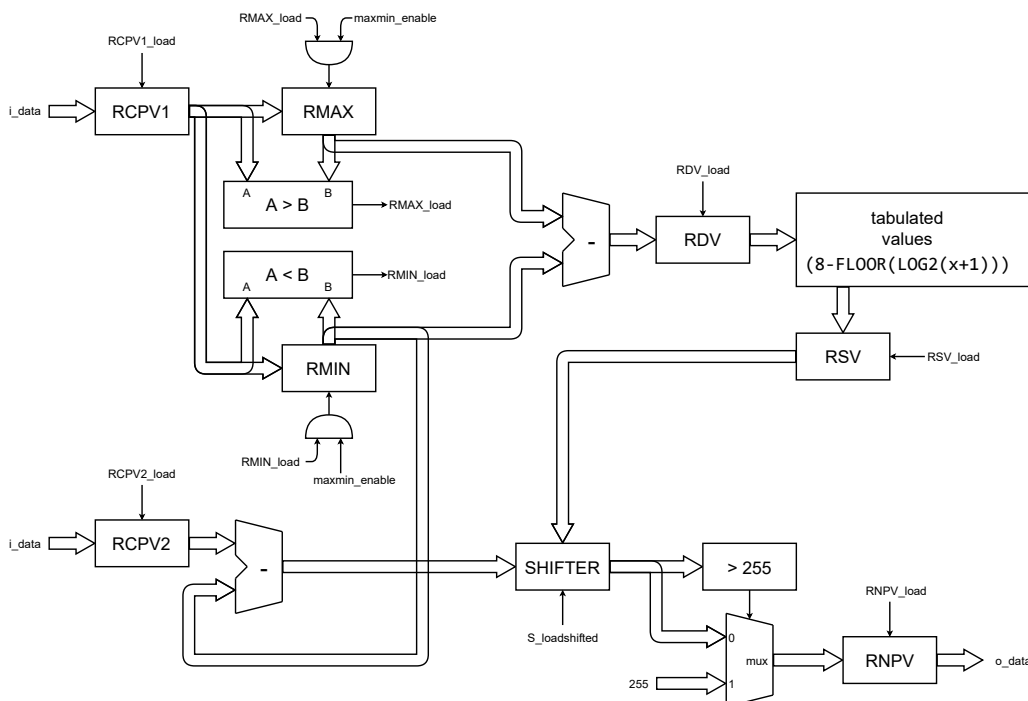 RMAX_load
maxmin_enable
RCPV1_load
i_data
RCPV1
RMAX
A
B
A > B
RMAX_load
RDV_load
tabulated
values
(8-FLOOR(LOG2(x+1)))
-
RDV
A < B
RMIN_load
A
B
RMIN
RSV
RSV_load
RMIN_load
maxmin_enable
RCPV2_load
i_data
RCPV2
-
SHIFTER
> 255
S_loadshifted
RNPV_load
0
mux
RNPV
o_data
255
1